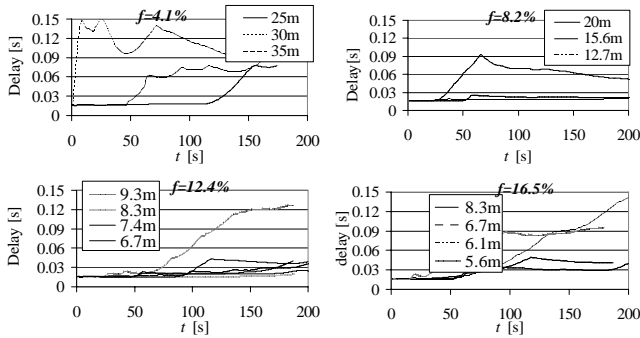 f=4.1%
Delay [s]
0.15
0.12
0.09
0.06
0.03
0
0 50 100 150 200
t [s]
25m
30m
35m
f=8.2%
Delay [s]
0.15
0.12
0.09
0.06
0.03
0
0 50 100 150 200
t [s]
20m
15.6m
12.7m
f=12.4%
Delay [s]
0.15
0.12
0.09
0.06
0.03
0
0 50 100 150 200
t [s]
9.3m
8.3m
7.4m
6.7m
f=16.5%
delay [s]
0.15
0.12
0.09
0.06
0.03
0
0 50 100 150 200
t [s]
8.3m
6.7m
6.1m
5.6m